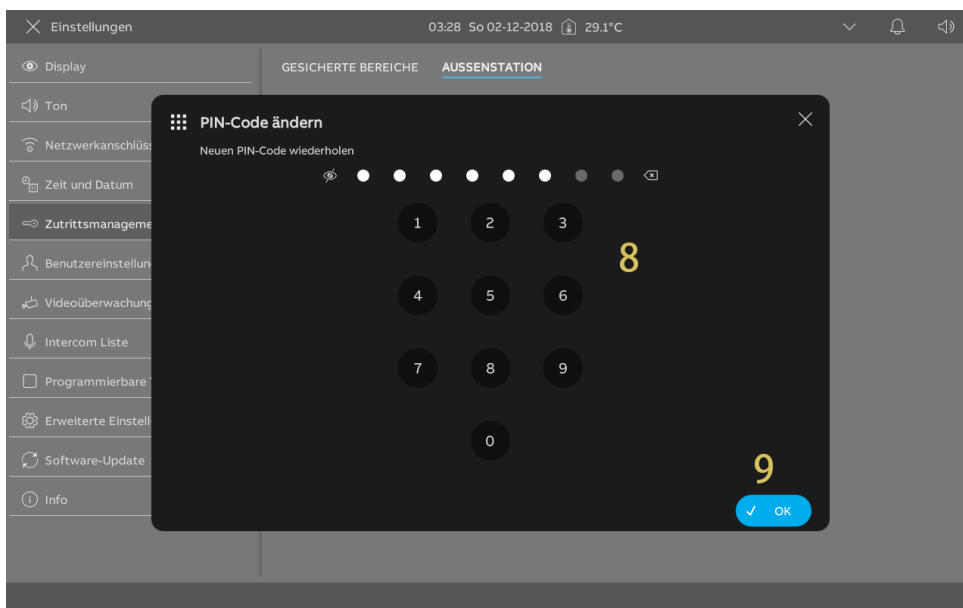 Einstellungen 03:28 So 02-12-2018 29.1°C
Display
GESICHERTE BEREICHE AUSSENSTATION
Ton
Netzwerkanschlüss
Zeit und Datum
Zutrittsmanageme
Benutzereinstellun
Videoüberwachung
Intercom Liste
Programmierbare
Erweiterte Einstell
Software-Update
Info
PIN-Code ändern
Neuen PIN-Code wiederholen
1 2 3
8
4 5 6
7 8 9
0
9
OK